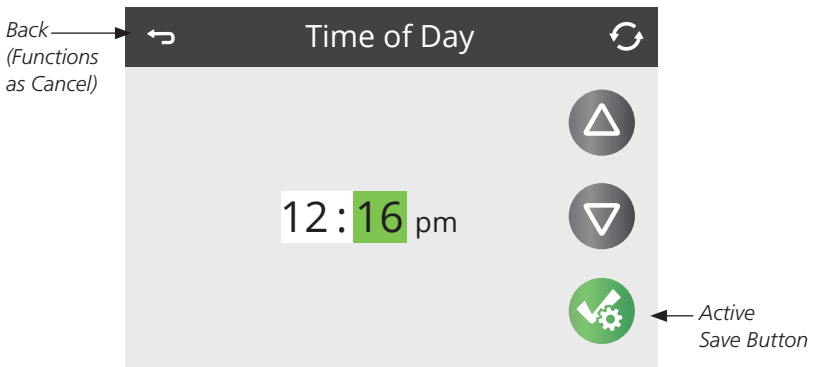 Back
(Functions
as Cancel)
Time of Day
12:16 pm
Active
Save Button